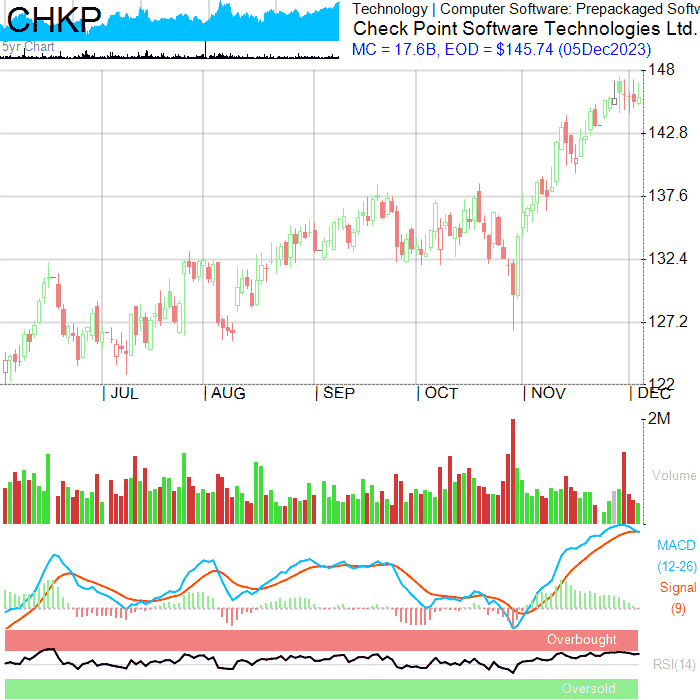 CHKP
5yr Chart
Technology | Computer Software: Prepackaged Softw
Check Point Software Technologies Ltd.
MC = 17.6B, EOD = $145.74 (05Dec2023)
148
142.8
137.6
132.4
127.2
122
| JUL | AUG | SEP | OCT | NOV | DEC
2M
Volume
MACD
(12-26)
Signal
(9)
Overbought
RSI(14)
Oversold